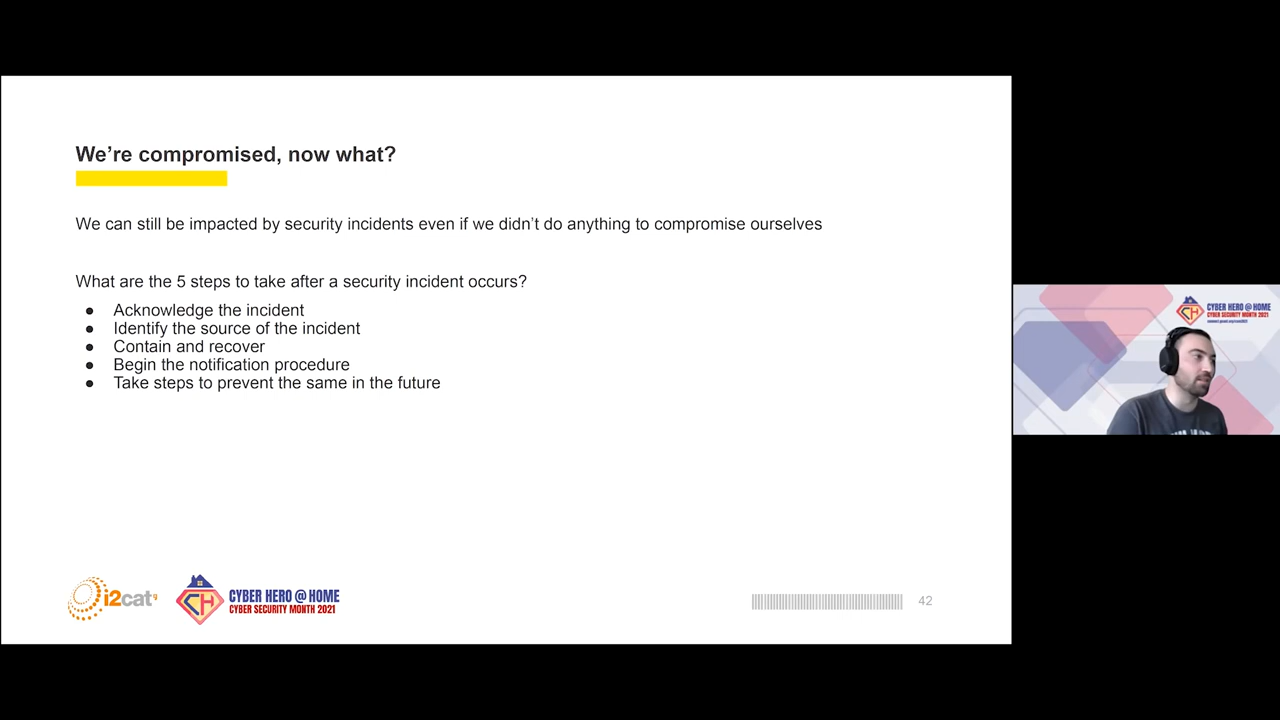 We're compromised, now what?
We can still be impacted by security incidents even if we didn't do anything to compromise ourselves
What are the 5 steps to take after a security incident occurs?
● Acknowledge the incident
● Identify the source of the incident
● Contain and recover
● Begin the notification procedure
● Take steps to prevent the same in the future
i2cat
CH
CYBER HERO @ HOME
CYBER SECURITY MONTH 2021
42
CH
CYBER HERO @ HOME
CYBER SECURITY MONTH 2021